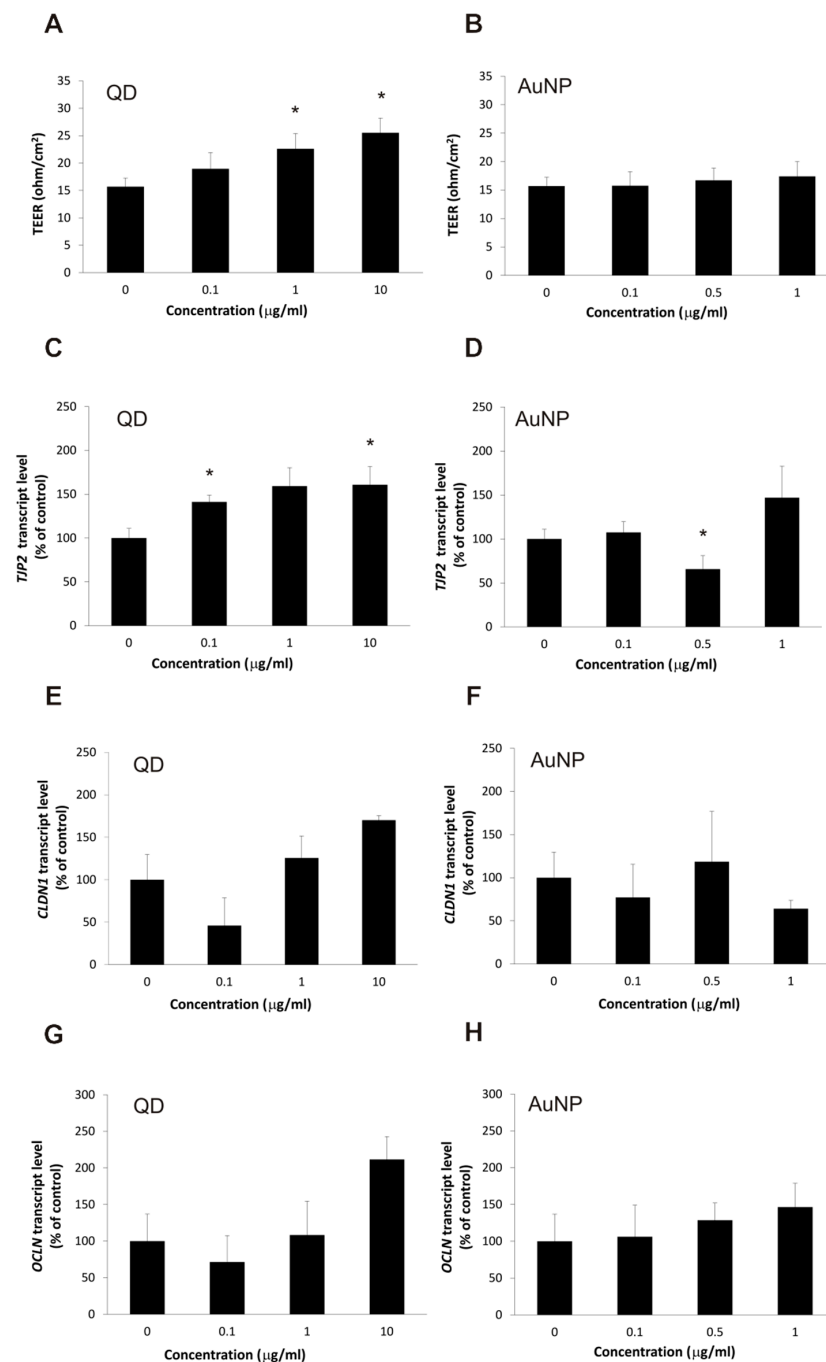 A
QD
TEER (ohm/cm²)
35
30
25
20
15
10
5
0
*
*
0 0.1 1 10
Concentration (μg/ml)
B
AuNP
TEER (ohm/cm²)
35
30
25
20
15
10
5
0
0 0.1 0.5 1
Concentration (μg/ml)
C
QD
TJP2 transcript level
(% of control)
250
200
150
100
50
0
*
*
0 0.1 1 10
Concentration (μg/ml)
D
AuNP
TJP2 transcript level
(% of control)
250
200
150
100
50
0
*
0 0.1 0.5 1
Concentration (μg/ml)
E
QD
CLDN1 transcript level
(% of control)
250
200
150
100
50
0
0 0.1 1 10
Concentration (μg/ml)
F
AuNP
CLDN1 transcript level
(% of control)
250
200
150
100
50
0
0 0.1 0.5 1
Concentration (μg/ml)
G
QD
OCLN transcript level
(% of control)
300
250
200
150
100
50
0
0 0.1 1 10
Concentration (μg/ml)
H
AuNP
OCLN transcript level
(% of control)
300
250
200
150
100
50
0
0 0.1 0.5 1
Concentration (μg/ml)